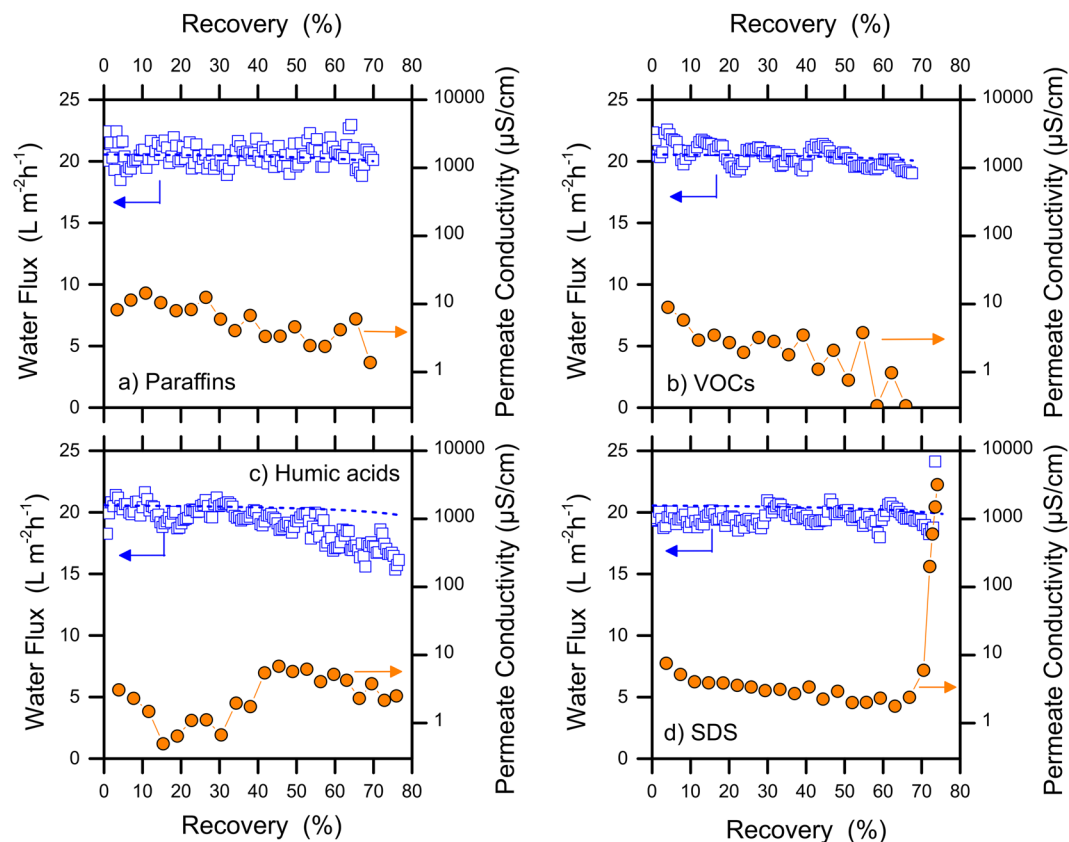 Recovery (%)
Recovery (%)
0 10 20 30 40 50 60 70 80
0 10 20 30 40 50 60 70 80
25
20
15
10
5
0
Water Flux (L m-2h-1)
a) Paraffins
10000
1000
100
10
1
Permeate Conductivity (µS/cm)
25
20
15
10
5
0
Water Flux (L m-2h-1)
b) VOCs
10000
1000
100
10
1
Permeate Conductivity (µS/cm)
25
20
15
10
5
0
Water Flux (L m-2h-1)
c) Humic acids
10000
1000
100
10
1
Permeate Conductivity (µS/cm)
25
20
15
10
5
0
Water Flux (L m-2h-1)
d) SDS
10000
1000
100
10
1
Permeate Conductivity (µS/cm)
0 10 20 30 40 50 60 70 80
0 10 20 30 40 50 60 70 80
Recovery (%)
Recovery (%)